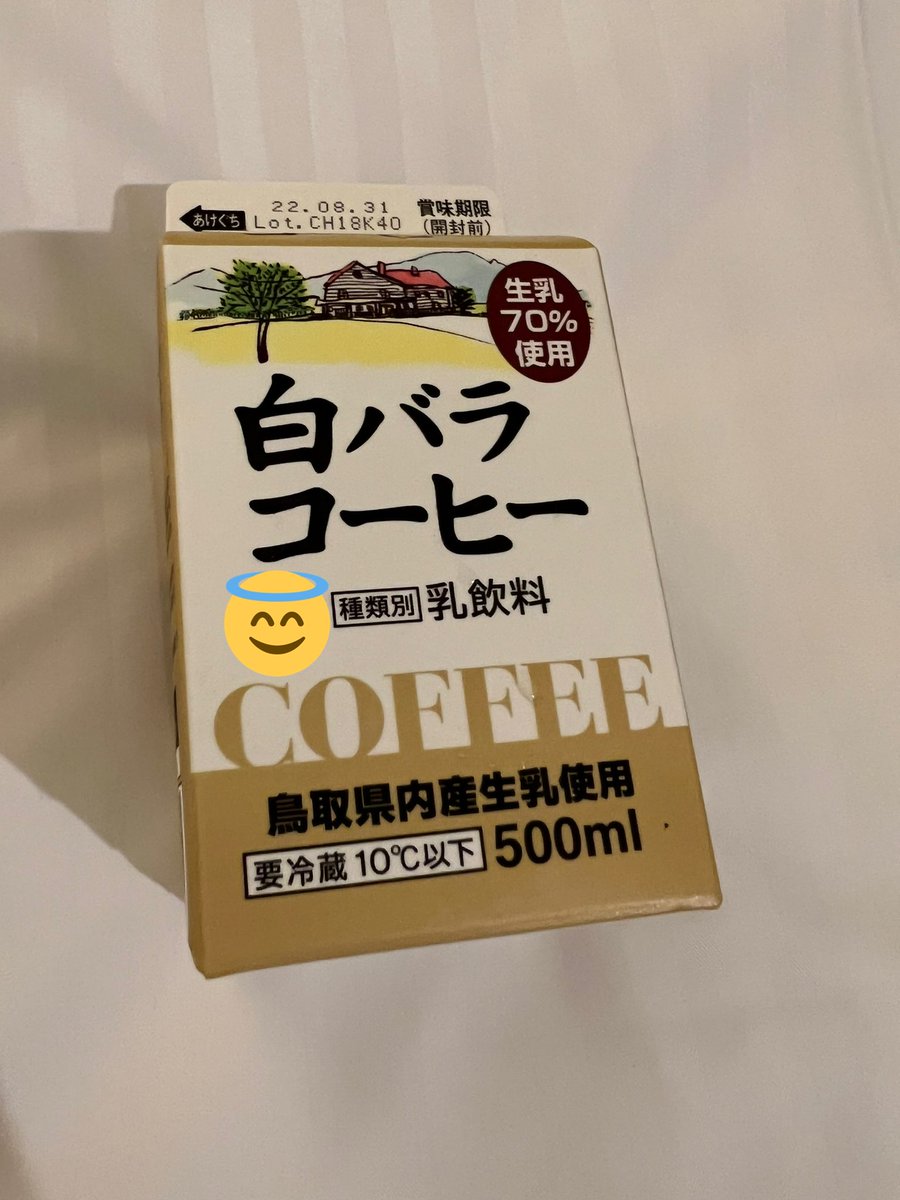 あけぐち
22.08.31
Lot.CH18K40
賞味期限
(開封前)
生乳
70%
使用
白バラ
コーヒー
種類別 乳飲料
COFFEE
鳥取県内産生乳使用
要冷蔵 10℃以下 500ml